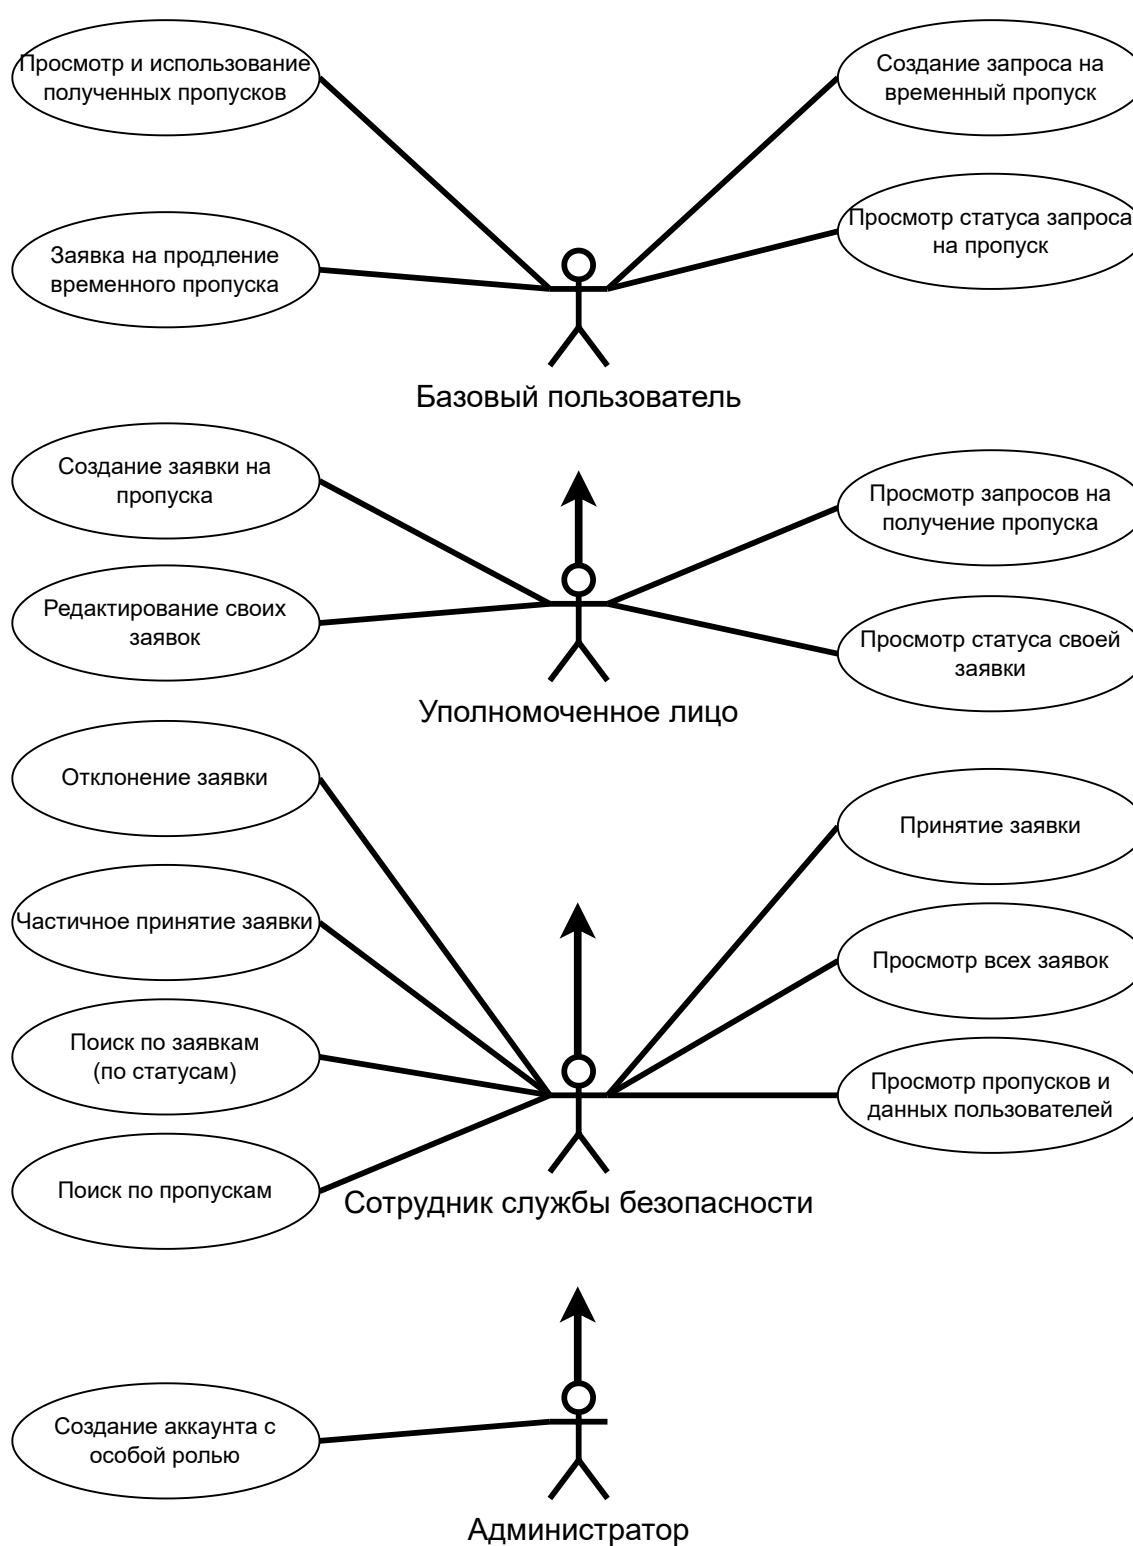 Просмотр и использование
полученных пропусков
Создание запроса на
временный пропуск
Заявка на продление
временного пропуска
Просмотр статуса запроса
на пропуск
Базовый пользователь
Создание заявки на
пропуска
Просмотр запросов на
получение пропуска
Редактирование своих
заявок
Просмотр статуса своей
заявки
Уполномоченное лицо
Отклонение заявки
Принятие заявки
Частичное принятие заявки
Просмотр всех заявок
Поиск по заявкам
(по статусам)
Просмотр пропусков и
данных пользователей
Поиск по пропускам
Сотрудник службы безопасности
Создание аккаунта с
особой ролью
Администратор